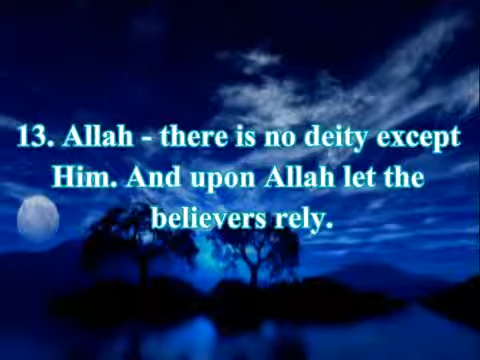 13. Allah - there is no deity except
Him. And upon Allah let the
believers rely.